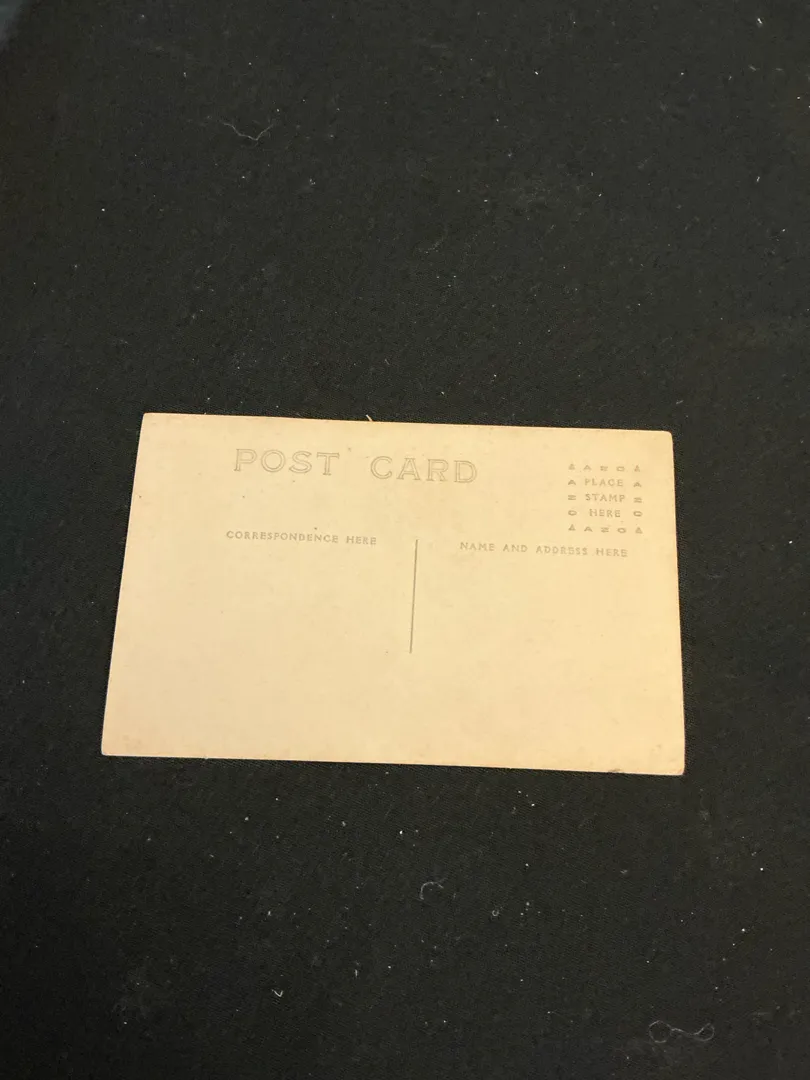 POST CARD
▲ A Z O ▲
A PLACE A
Z STAMP Z
O HERE O
▲ A Z O ▲
CORRESPONDENCE HERE
NAME AND ADDRESS HERE